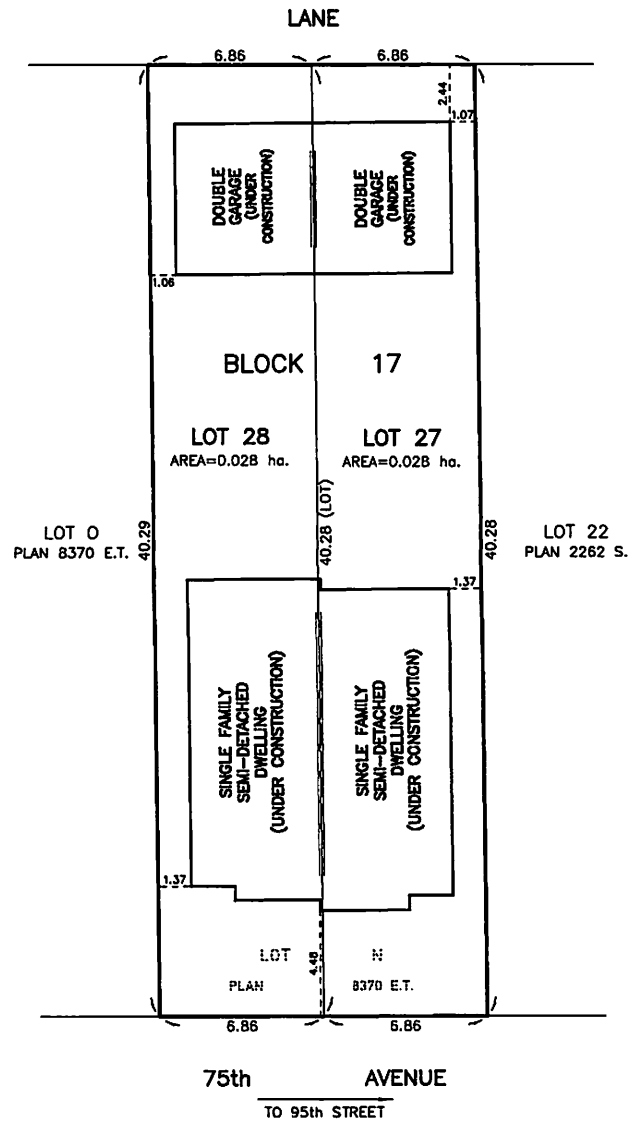 LANE
6.86 6.86
2.44
1.07
DOUBLE
GARAGE
(UNDER
CONSTRUCTION)
DOUBLE
GARAGE
(UNDER
CONSTRUCTION)
1.06
BLOCK 17
LOT 28
AREA=0.028 ha.
LOT 27
AREA=0.028 ha.
LOT O
PLAN 8370 E.T.
40.29
40.28 (LOT)
40.28
LOT 22
PLAN 2262 S.
1.37
SINGLE FAMILY
SEMI-DETACHED
DWELLING
(UNDER CONSTRUCTION)
SINGLE FAMILY
SEMI-DETACHED
DWELLING
(UNDER CONSTRUCTION)
1.37
LOT N
4.48
PLAN 8370 E.T.
6.86 6.86
75th AVENUE
TO 95th STREET